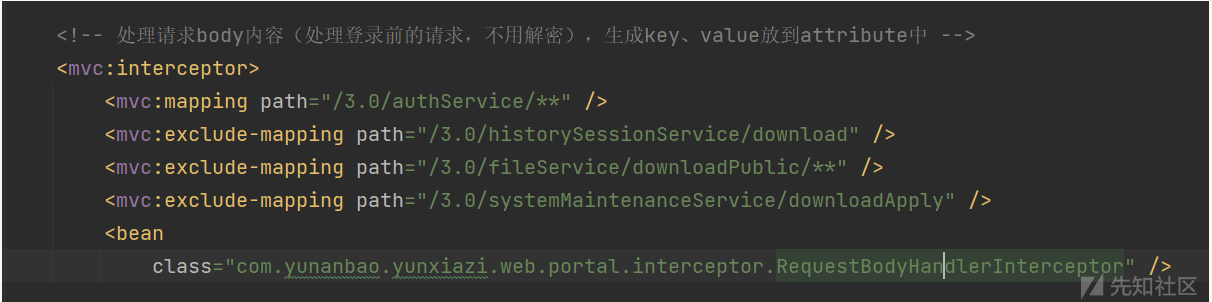 <!-- 处理请求body内容（处理登录前的请求，不用解密），生成key、value放到attribute中 -->
<mvc:interceptor>
<mvc:mapping path="/3.0/authService/**" />
<mvc:exclude-mapping path="/3.0/historySessionService/download" />
<mvc:exclude-mapping path="/3.0/fileService/downloadPublic/**" />
<mvc:exclude-mapping path="/3.0/systemMaintenanceService/downloadApply" />
<bean
class="com.yunanbao.yunxiazi.web.portal.interceptor.RequestBodyHandlerInterceptor" />
先知社区